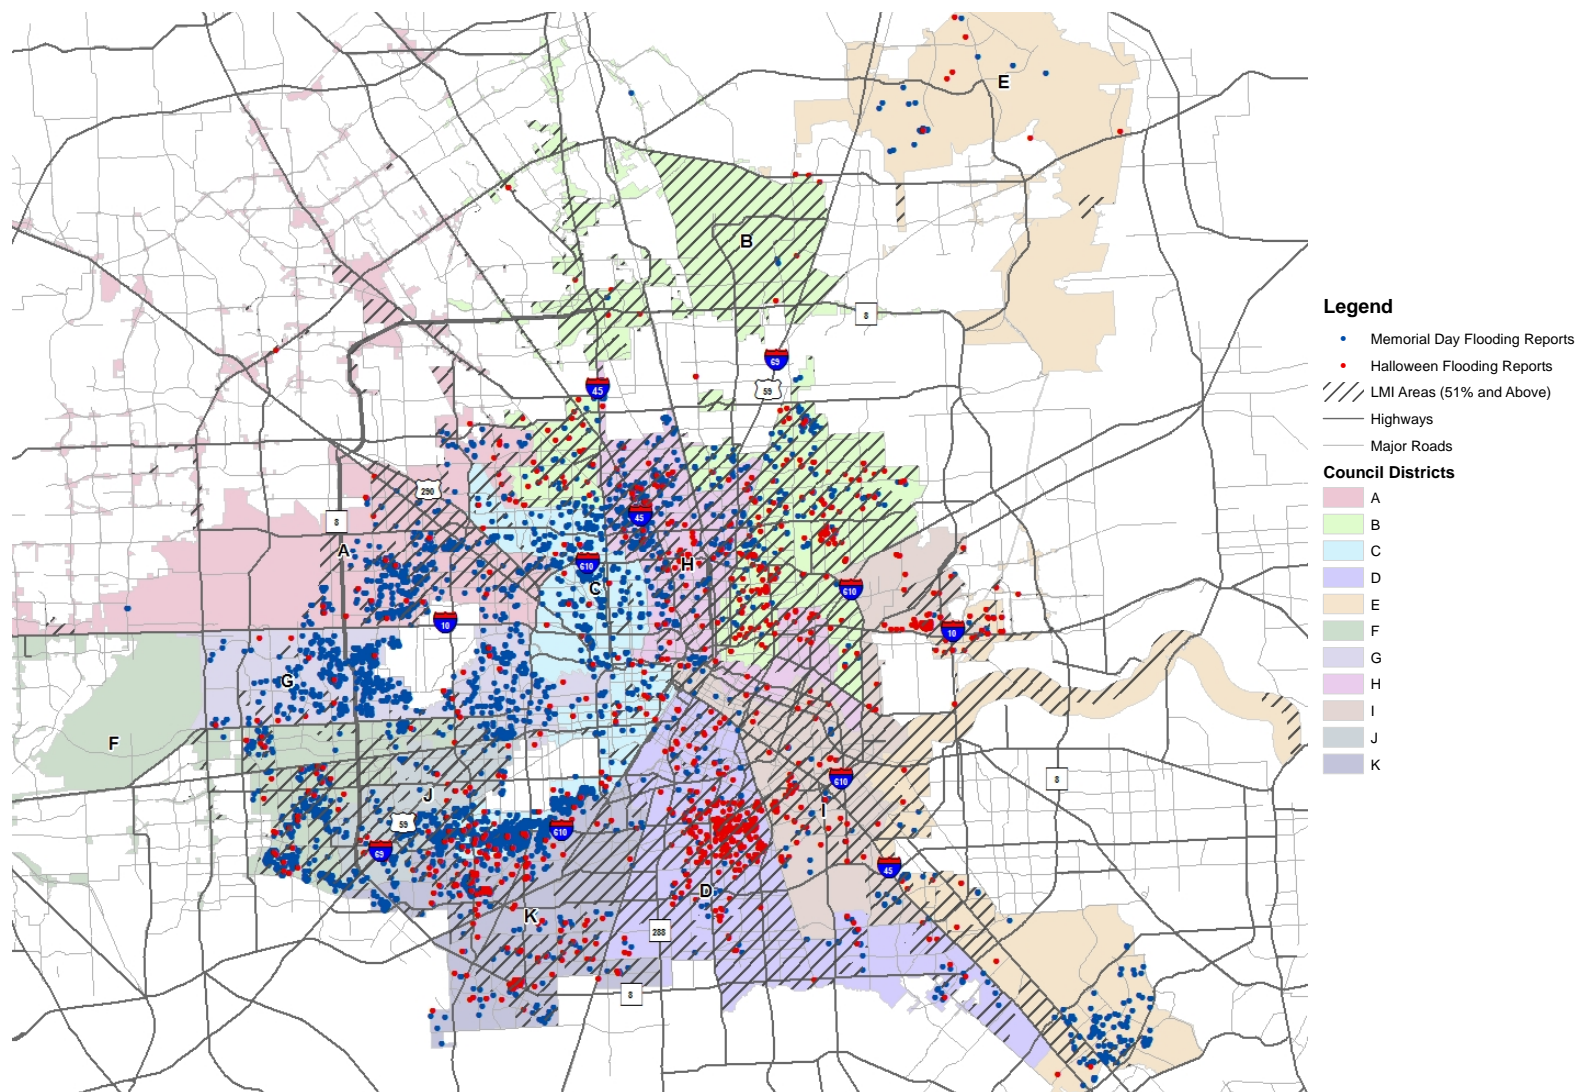 E
B
8
69
59
45
290
8
45
A
610
C
H
610
10
10
G
F
J
59
69
610
610
I
8
45
D
K
288
8
Legend
Memorial Day Flooding Reports
Halloween Flooding Reports
LMI Areas (51% and Above)
Highways
Major Roads
Council Districts
A
B
C
D
E
F
G
H
I
J
K